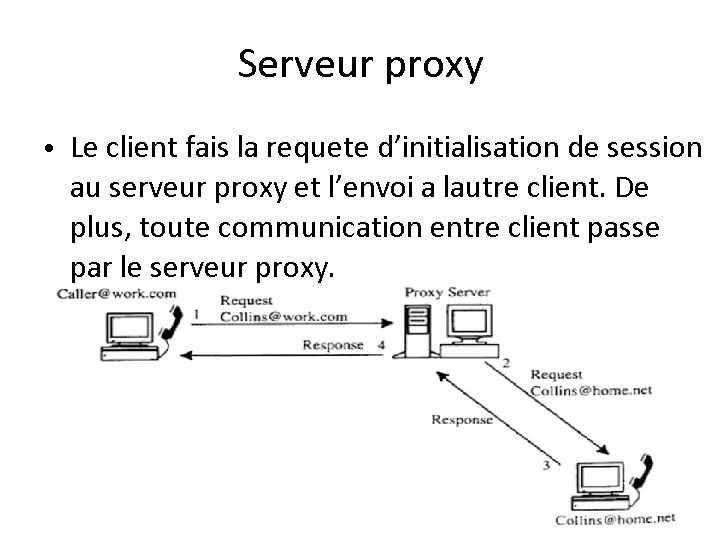 Serveur proxy
• Le client fais la requete d’initialisation de session
au serveur proxy et l’envoi a lautre client. De
plus, toute communication entre client passe
par le serveur proxy.
Caller@work.com
1
Request
Collins@work.com
Proxy Server
Response 4
2
Request
Collins@home.net
Response
3
Collins@home.net